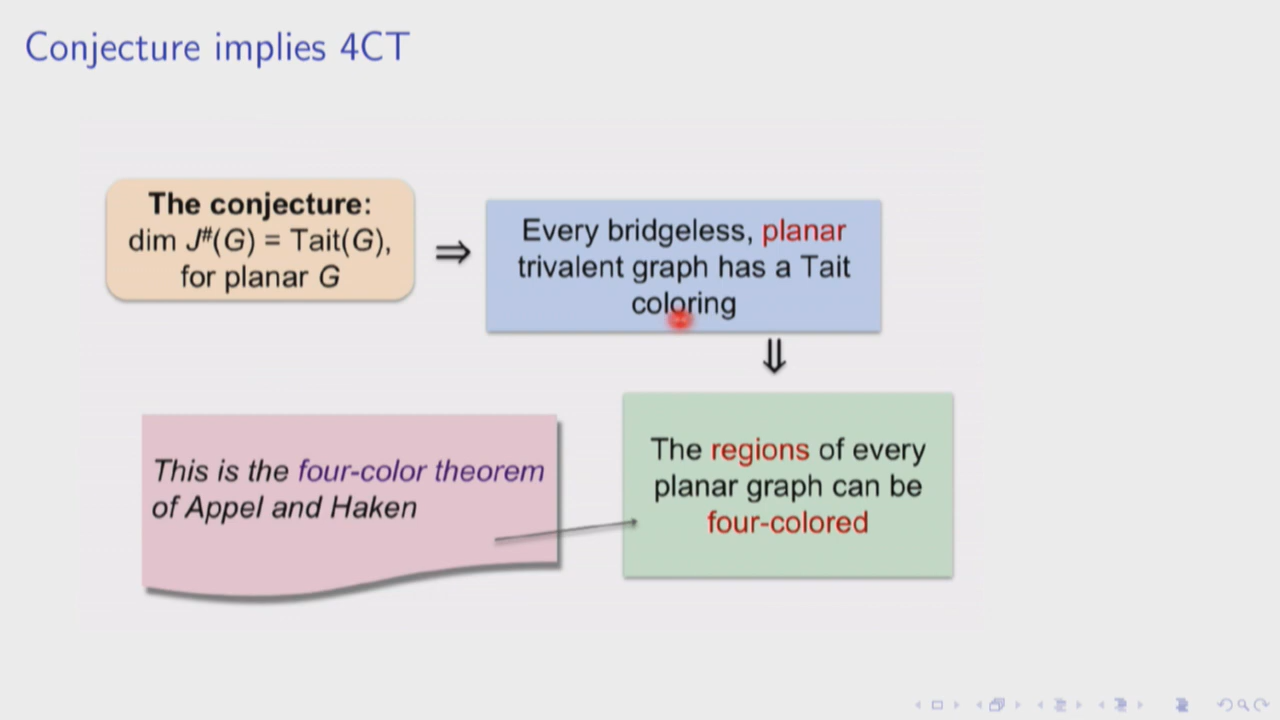 Conjecture implies 4CT
The conjecture:
dim J#(G) = Tait(G),
for planar G
⇒
Every bridgeless, planar
trivalent graph has a Tait
coloring
⇓
The regions of every
planar graph can be
four-colored
This is the four-color theorem
of Appel and Haken